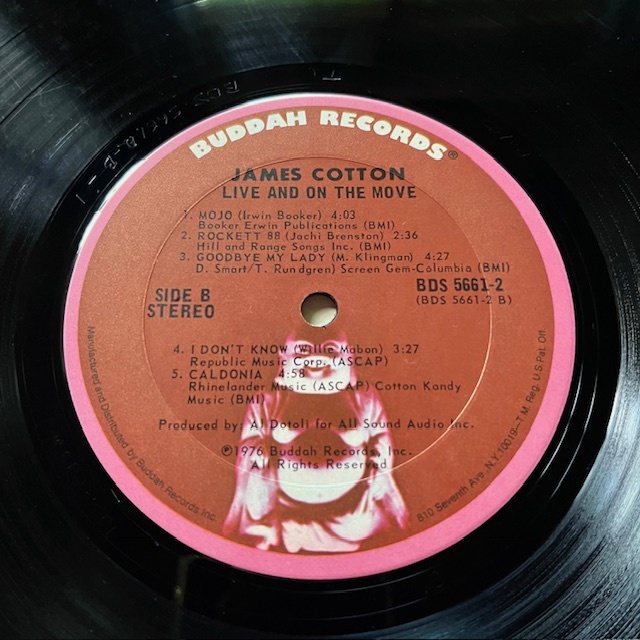 BUDDAH RECORDS®
JAMES COTTON
LIVE AND ON THE MOVE
1. MOJO (Irwin Booker) 4:03
Booker Erwin Publications (BMI)
2. ROCKETT 88 (Jachi Brenston) 2:36
Hill and Range Songs Inc. (BMI)
3. GOODBYE MY LADY (M. Klingman) 4:27
D. Smart/T. Rundgren) Screen Gem-Columbia (BMI)
SIDE B
STEREO
BDS 5661-2
(BDS 5661-2 B)
4. I DON'T KNOW (Willie Mabon) 3:27
Republic Music Corp. (ASCAP)
5. CALDONIA 4:58
Rhinelander Music (ASCAP) Cotton Kandy
Music (BMI)
Produced by: Al Dotoli for All Sound Audio Inc.
Ⓟ1976 Buddah Records, Inc.
All Rights Reserved
Manufactured and Distributed by Buddah Records Inc.
810 Seventh Ave. N.Y. 10019-T.M. Reg. U.S. Pat. Off.